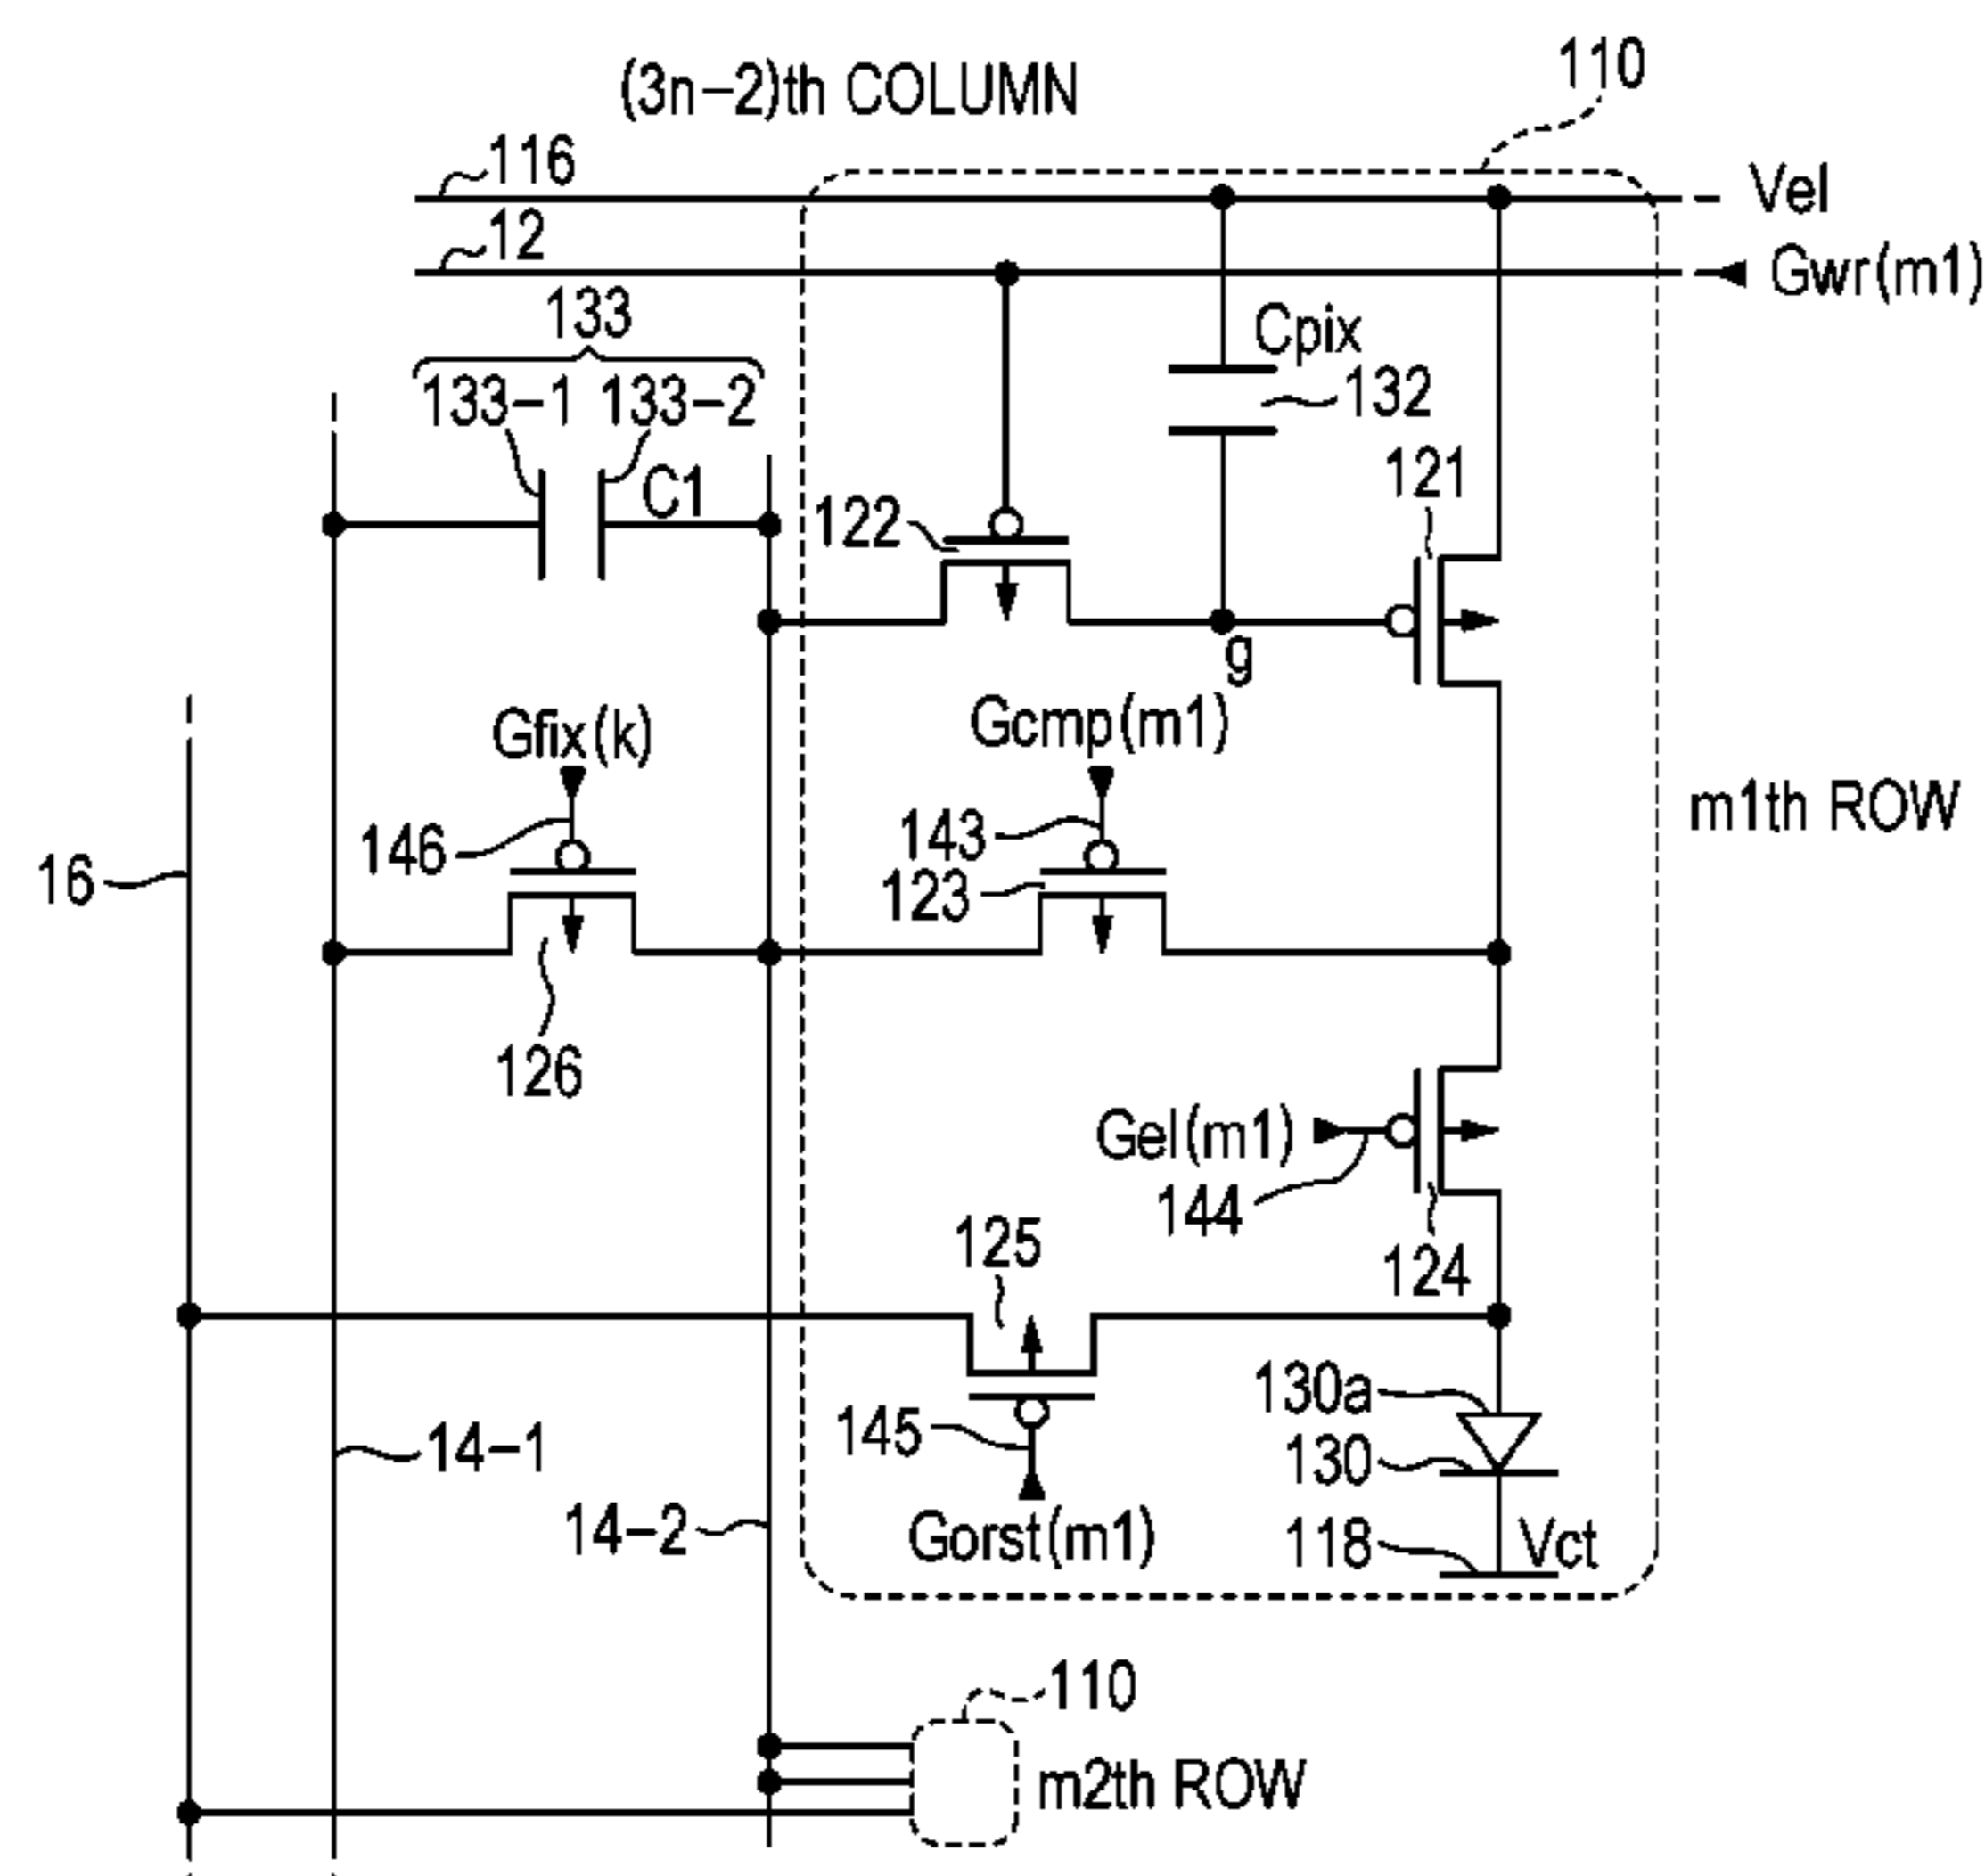 (3n-2)th COLUMN
110
116
Vel
12
Gwr(m1)
133
133-1 133-2
Cpix
132
C1
121
122
g
Gfix(k)
Gcmp(m1)
m1th ROW
146
143
16
123
126
Gel(m1)
144
125
124
130a
145
130
14-1
14-2
Gorst(m1)
118
Vct
110
m2th ROW